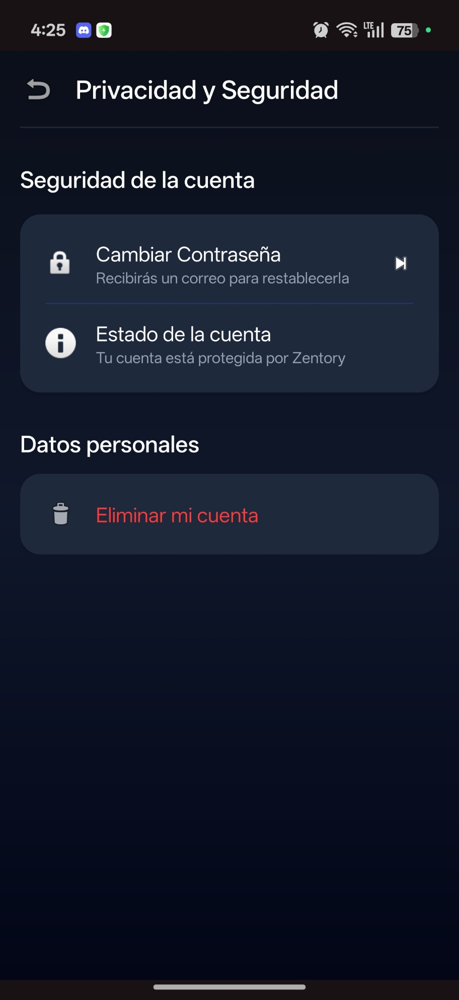 4:25
LTE
75
Privacidad y Seguridad
Seguridad de la cuenta
Cambiar Contraseña
Recibirás un correo para restablecerla
Estado de la cuenta
Tu cuenta está protegida por Zentory
Datos personales
Eliminar mi cuenta